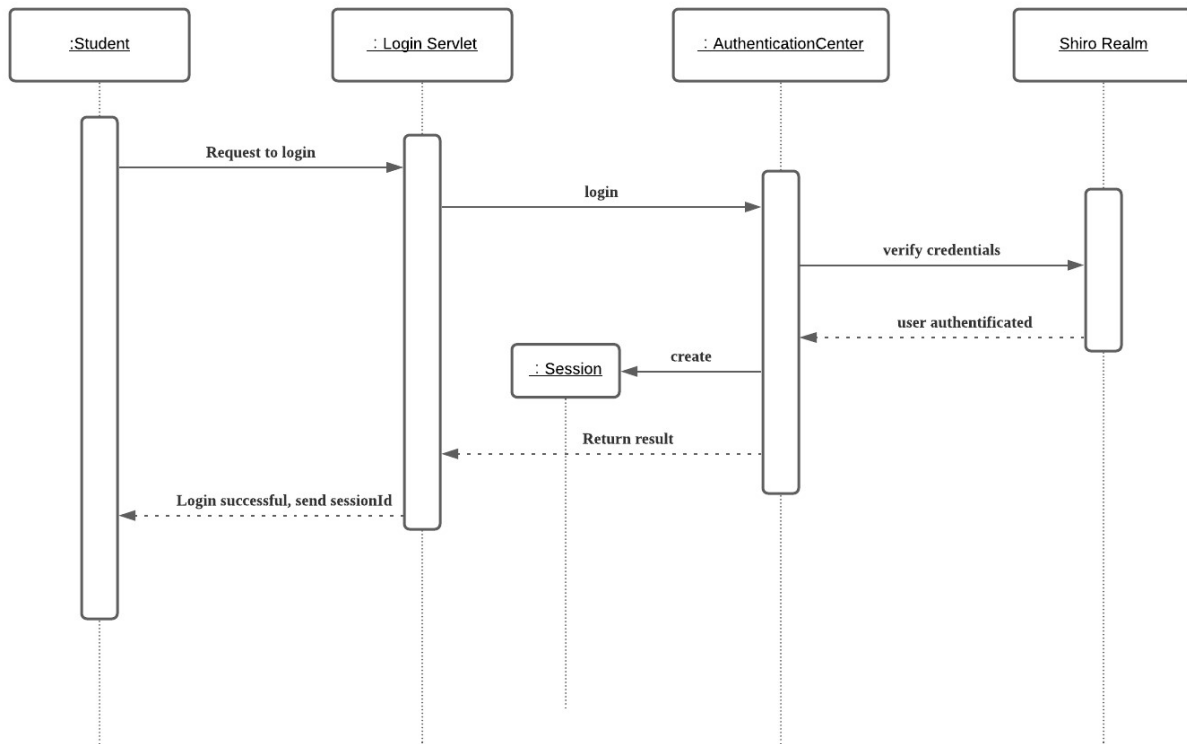 :Student
: Login Servlet
: AuthenticationCenter
Shiro Realm
Request to login
login
verify credentials
user authentificated
: Session
create
Return result
Login successful, send sessionId